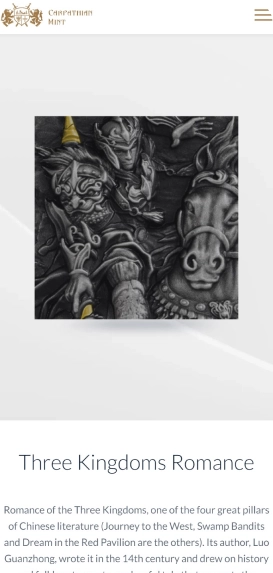 Carpathian
Mint
Three Kingdoms Romance
Romance of the Three Kingdoms, one of the four great pillars
of Chinese literature (Journey to the West, Swamp Bandits
and Dream in the Red Pavilion are the others). Its author, Luo
Guanzhong, wrote it in the 14th century and drew on history